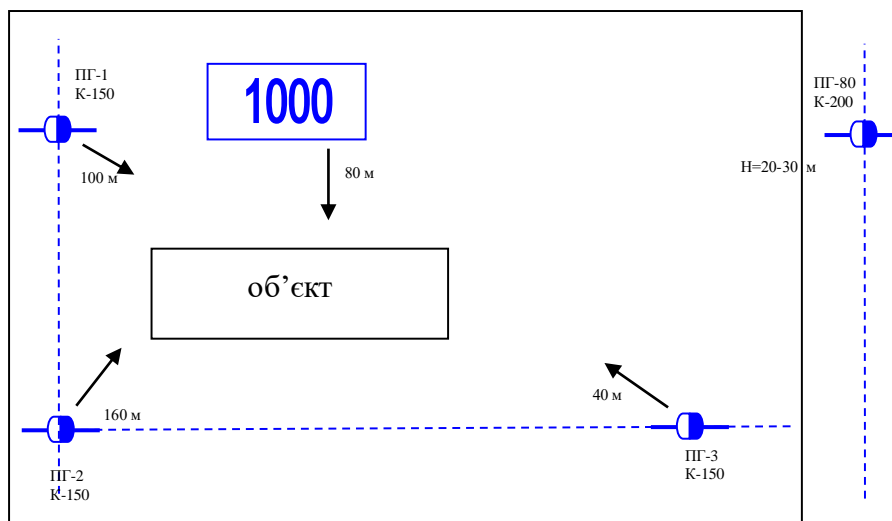 ПГ-1
К-150
1000
ПГ-80
К-200
100 м
80 м
Н=20-30 м
об’єкт
160 м
40 м
ПГ-2
К-150
ПГ-3
К-150